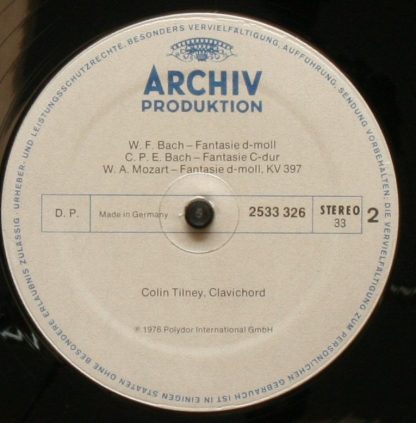 ARCHIV
PRODUKTION
W. F. Bach – Fantasie d-moll
C. P. E. Bach – Fantasie C-dur
W. A. Mozart – Fantasie d-moll, KV 397
D. P. Made in Germany 2533 326 STEREO 33 2
Colin Tilney, Clavichord
℗ 1976 Polydor International GmbH
URHEBER- UND LEISTUNGSSCHUTZRECHTE, BESONDERS VERVIELFÄLTIGUNG, AUFFÜHRUNG, SENDUNG VORBEHALTEN. DIE VERVIELFÄLTIGUNG ZUM PERSÖNLICHEN GEBRAUCH IST IN EINIGEN STAATEN OHNE BESONDERE ERLAUBNIS ZULÄSSIG